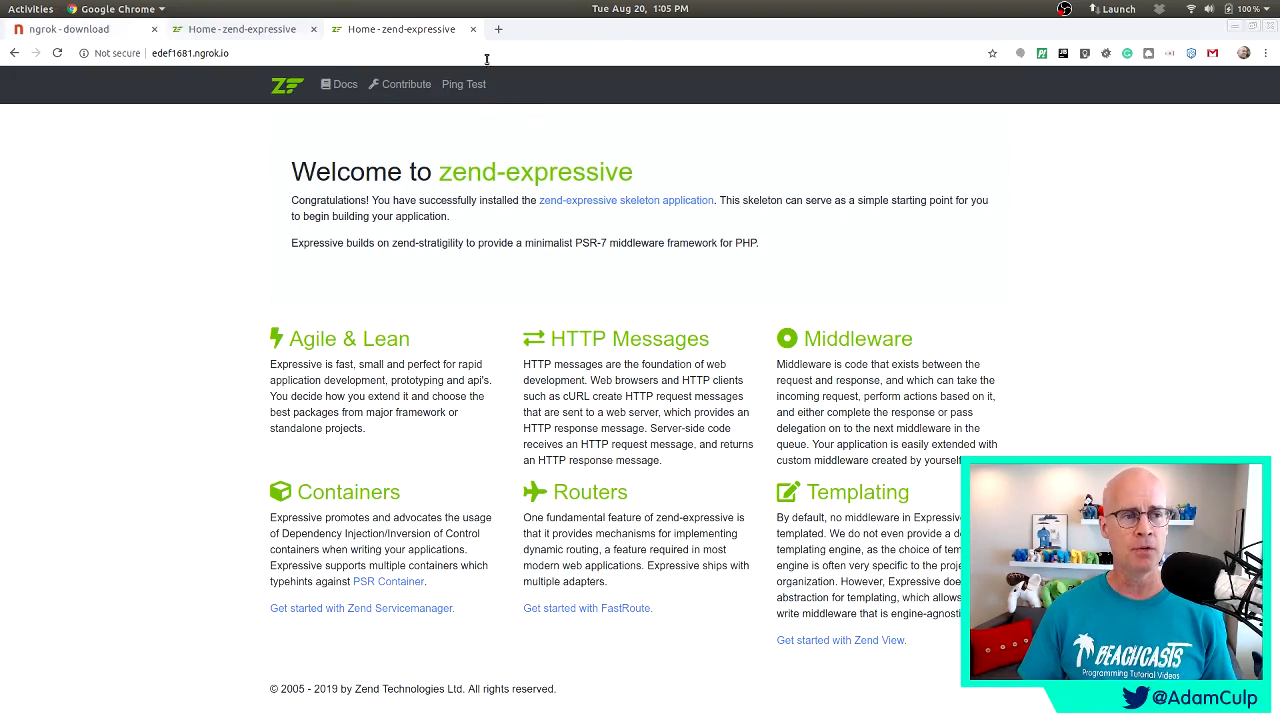 Activities
Google Chrome
Tue Aug 20, 1:05 PM
Launch
100%
ngrok - download
Home - zend-expressive
Home - zend-expressive
Not secure
edef1681.ngrok.io
Docs
Contribute
Ping Test
Welcome to zend-expressive
Congratulations! You have successfully installed the zend-expressive skeleton application. This skeleton can serve as a simple starting point for you
to begin building your application.
Expressive builds on zend-stratigility to provide a minimalist PSR-7 middleware framework for PHP.
Agile & Lean
Expressive is fast, small and perfect for rapid
application development, prototyping and api's.
You decide how you extend it and choose the
best packages from major framework or
standalone projects.
HTTP Messages
HTTP messages are the foundation of web
development. Web browsers and HTTP clients
such as cURL create HTTP request messages
that are sent to a web server, which provides an
HTTP response message. Server-side code
receives an HTTP request message, and returns
an HTTP response message.
Middleware
Middleware is code that exists between the
request and response, and which can take the
incoming request, perform actions based on it,
and either complete the response or pass
delegation on to the next middleware in the
queue. Your application is easily extended with
custom middleware created by yourself
Containers
Expressive promotes and advocates the usage
of Dependency Injection/Inversion of Control
containers when writing your applications.
Expressive supports multiple containers which
typehints against PSR Container.
Get started with Zend Servicemanager.
Routers
One fundamental feature of zend-expressive is
that it provides mechanisms for implementing
dynamic routing, a feature required in most
modern web applications. Expressive ships with
multiple adapters.
Get started with FastRoute.
Templating
By default, no middleware in Expressive
templated. We do not even provide a de
templating engine, as the choice of tem
engine is often very specific to the proje
organization. However, Expressive doe
abstraction for templating, which allows
write middleware that is engine-agnosti
Get started with Zend View.
© 2005 - 2019 by Zend Technologies Ltd. All rights reserved.
BEACHCASTS
Programming Tutorial Videos
@AdamCulp